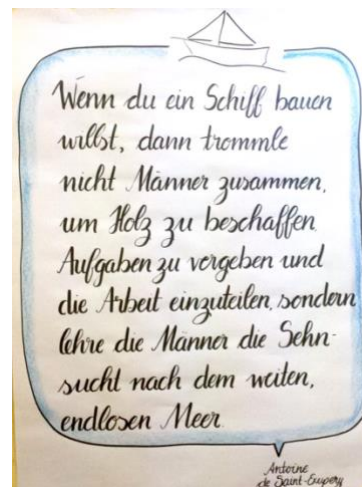 Wenn du ein Schiff bauen
willst, dann trommle
nicht Männer zusammen,
um Holz zu beschaffen
Aufgaben zu vergeben und
die Arbeit einzuteilen, sondern
lehre die Männer die Sehn-
sucht nach dem weiten,
endlosen Meer.
Antoine
de Saint-Exupery